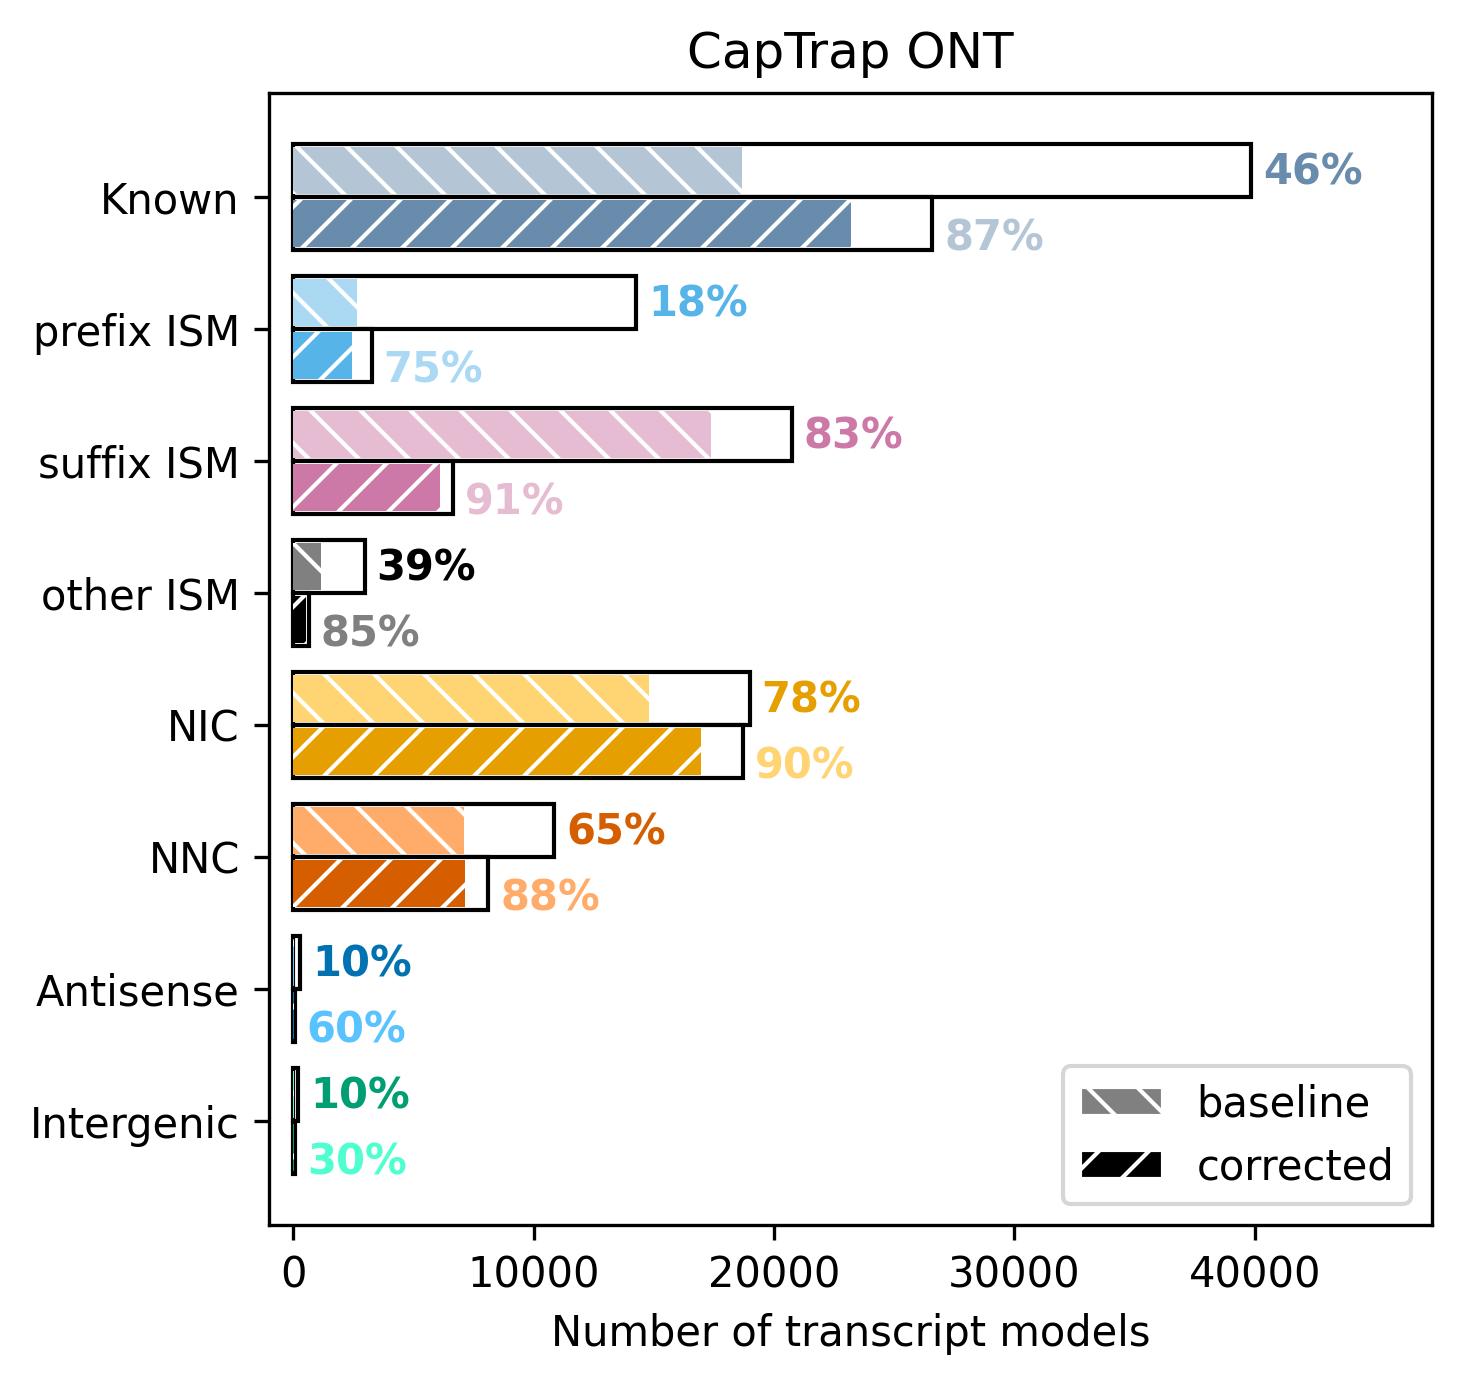 CapTrap ONT
Known
46%
87%
prefix ISM
18%
75%
suffix ISM
83%
91%
other ISM
39%
85%
NIC
78%
90%
NNC
65%
88%
Antisense
10%
60%
Intergenic
10%
30%
baseline
corrected
0 10000 20000 30000 40000
Number of transcript models